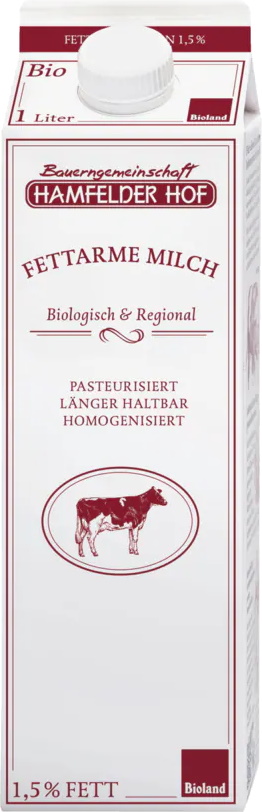 FETT N 1,5 %
Bio
1 Liter
Bioland
Bauerngemeinschaft
HAMFELDER HOF
FETTARME MILCH
Biologisch & Regional
PASTEURISIERT
LÄNGER HALTBAR
HOMOGENISIERT
1,5 % FETT
Bioland